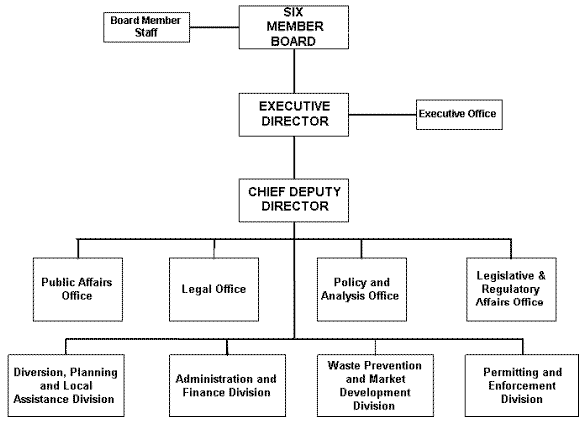 SIX
MEMBER
BOARD
Board Member
Staff
EXECUTIVE
DIRECTOR
Executive Office
CHIEF DEPUTY
DIRECTOR
Public Affairs
Office
Legal Office
Policy and
Analysis Office
Legislative &
Regulatory
Affairs Office
Diversion, Planning
and Local
Assistance Division
Administration and
Finance Division
Waste Prevention
and Market
Development
Division
Permitting and
Enforcement Division